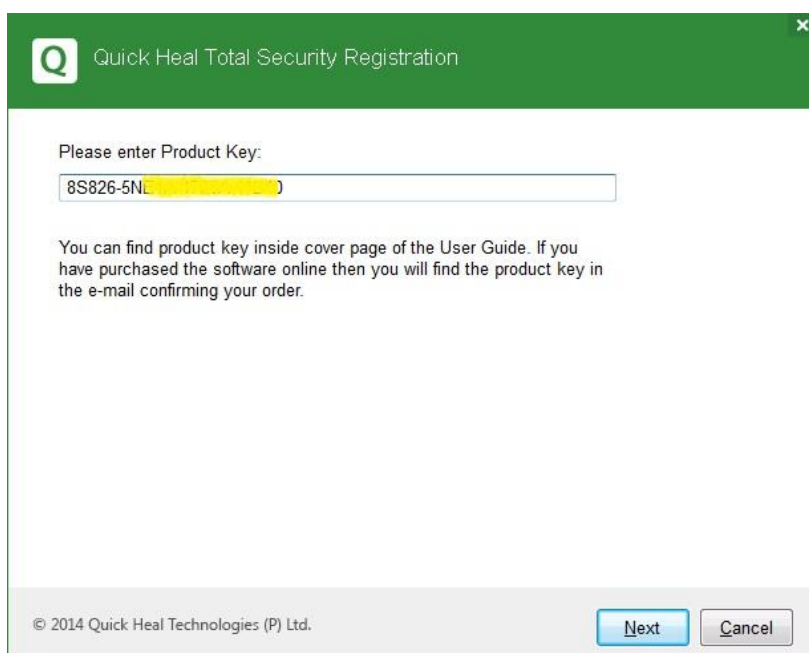 Q
Quick Heal Total Security Registration
Please enter Product Key:
You can find product key inside cover page of the User Guide. If you
have purchased the software online then you will find the product key in
the e-mail confirming your order.
© 2014 Quick Heal Technologies (P) Ltd.
Next
Cancel